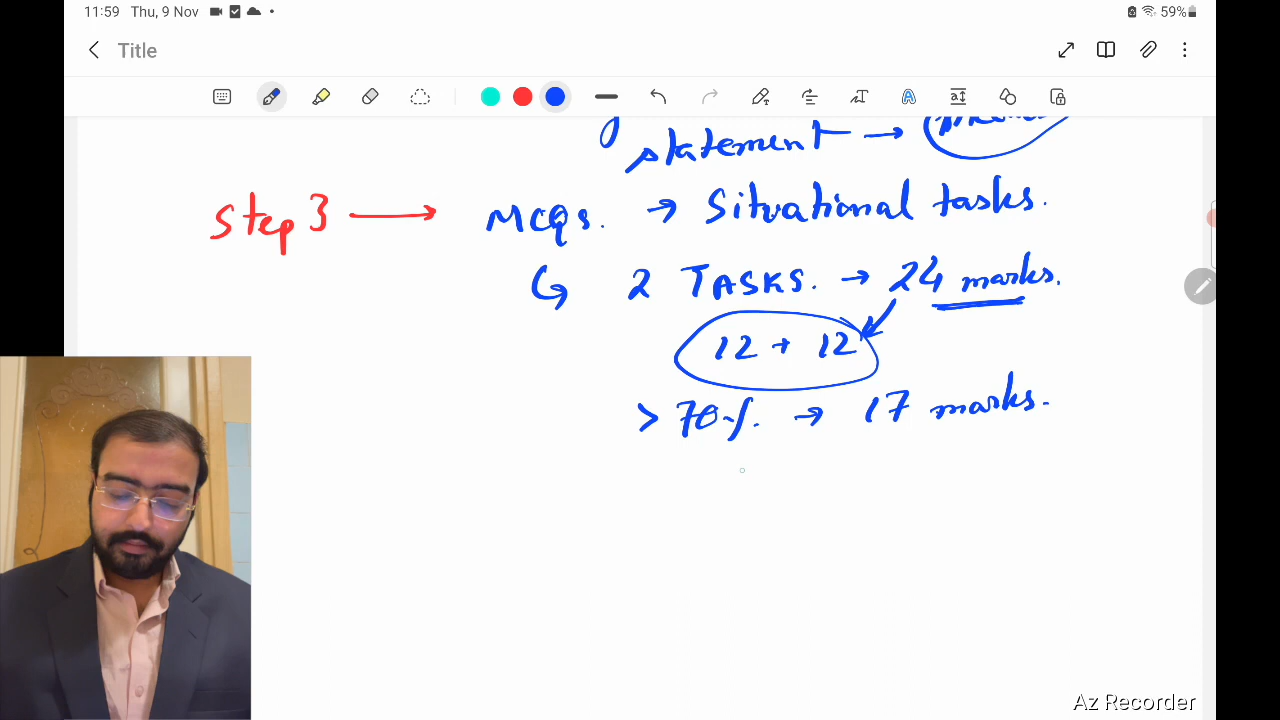 11:59 Thu, 9 Nov
59%
Title
statement →
Step 3 → MCQs. → Situational tasks.
↳ 2 TASKS. → 24 marks.
12 + 12
> 70%. → 17 marks.
Az Recorder